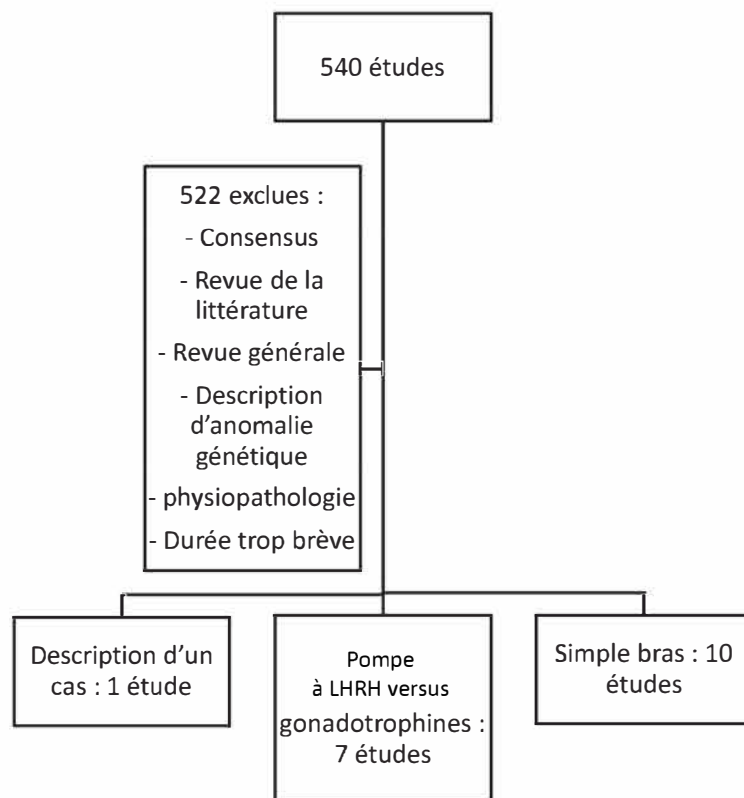 540 études
522 exclues :
- Consensus
- Revue de la
littérature
- Revue générale
- Description
d'anomalie
génétique
- physiopathologie
- Durée trop brève
Description d'un
cas : 1 étude
Pompe
à LHRH versus
gonadotrophines :
7 études
Simple bras : 10
études